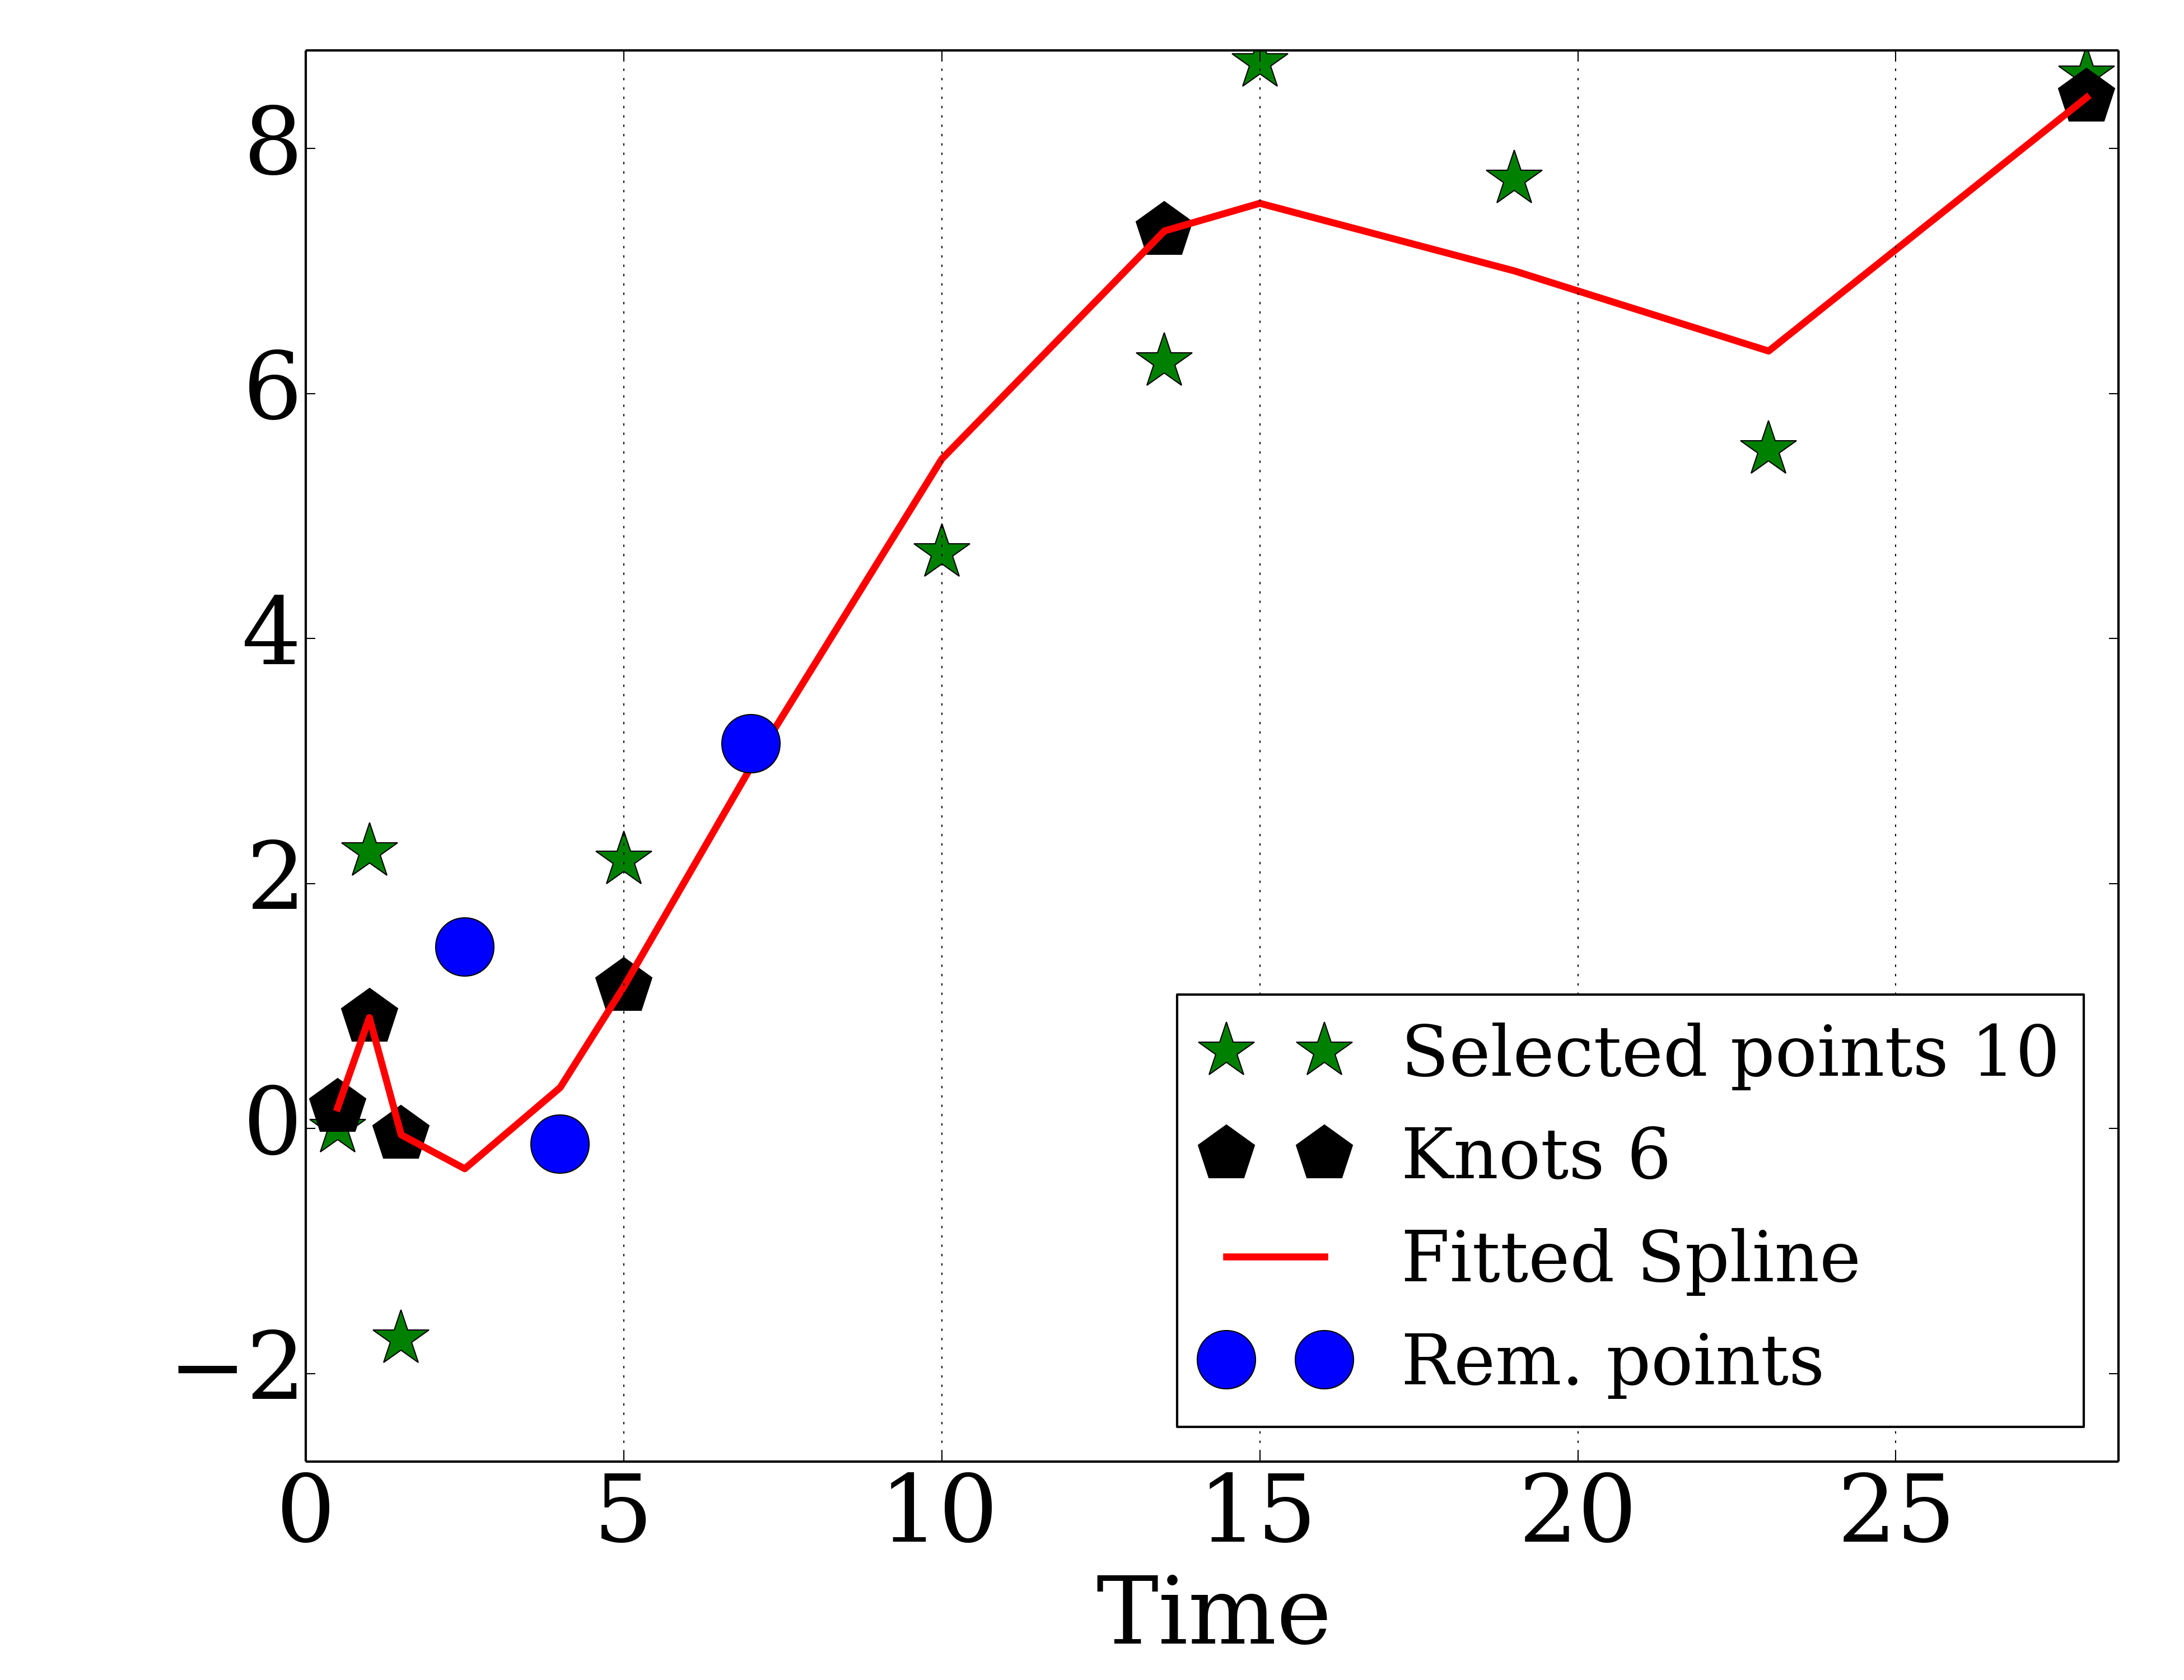 8
6
4
2
0
−2
Selected points 10
Knots 6
Fitted Spline
Rem. points
0 5 10 15 20 25
Time